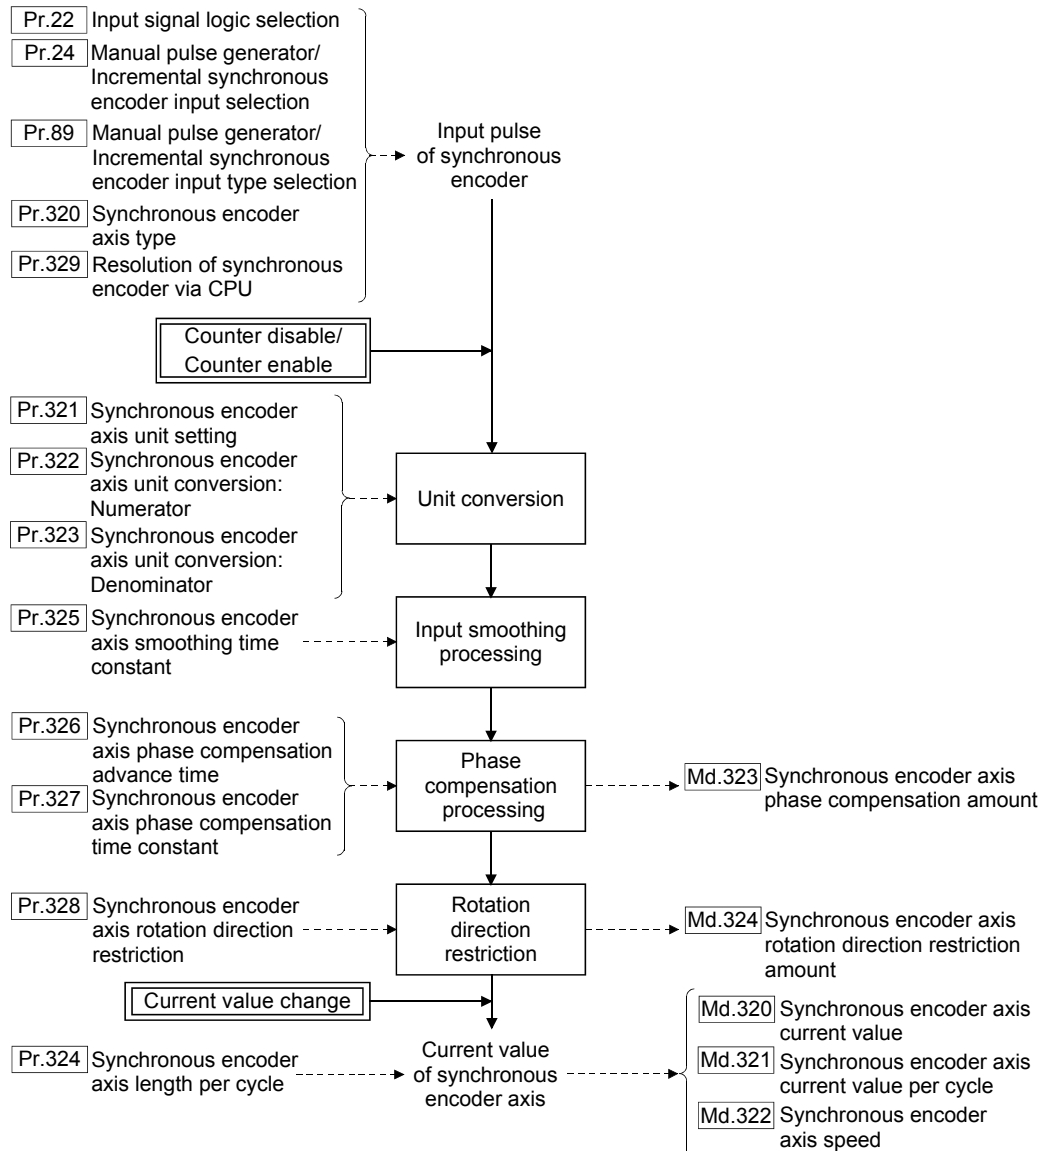 Pr.22 Input signal logic selection
Pr.24 Manual pulse generator/
Incremental synchronous
encoder input selection
Pr.89 Manual pulse generator/
Incremental synchronous
encoder input type selection
Pr.320 Synchronous encoder
axis type
Pr.329 Resolution of synchronous
encoder via CPU
Input pulse
of synchronous
encoder
Counter disable/
Counter enable
Pr.321 Synchronous encoder
axis unit setting
Pr.322 Synchronous encoder
axis unit conversion:
Numerator
Pr.323 Synchronous encoder
axis unit conversion:
Denominator
Unit conversion
Pr.325 Synchronous encoder
axis smoothing time
constant
Input smoothing
processing
Pr.326 Synchronous encoder
axis phase compensation
advance time
Pr.327 Synchronous encoder
axis phase compensation
time constant
Phase
compensation
processing
Md.323 Synchronous encoder axis
phase compensation amount
Pr.328 Synchronous encoder
axis rotation direction
restriction
Rotation
direction
restriction
Md.324 Synchronous encoder axis
rotation direction restriction
amount
Current value change
Pr.324 Synchronous encoder
axis length per cycle
Current value
of synchronous
encoder axis
Md.320 Synchronous encoder axis
current value
Md.321 Synchronous encoder axis
current value per cycle
Md.322 Synchronous encoder
axis speed